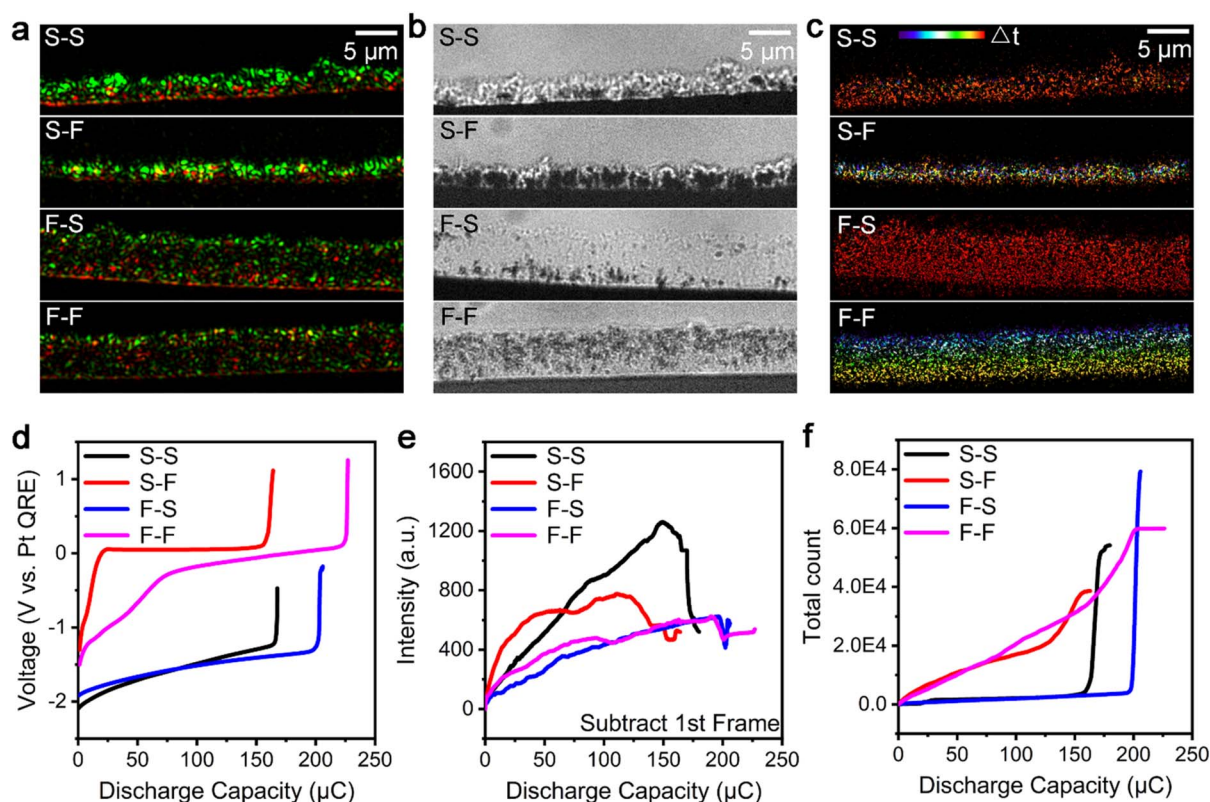 a
S-S
5 µm
S-F
F-S
F-F
b
S-S
5 µm
S-F
F-S
F-F
c
S-S
△t
5 µm
S-F
F-S
F-F
d
S-S
S-F
F-S
F-F
1
0
-1
-2
Voltage (V vs. Pt QRE)
0 50 100 150 200 250
Discharge Capacity (µC)
e
S-S
S-F
F-S
F-F
1600
1200
800
400
0
Intensity (a.u.)
Subtract 1st Frame
0 50 100 150 200 250
Discharge Capacity (µC)
f
S-S
S-F
F-S
F-F
8.0E4
6.0E4
4.0E4
2.0E4
0.0
Total count
0 50 100 150 200 250
Discharge Capacity (µC)